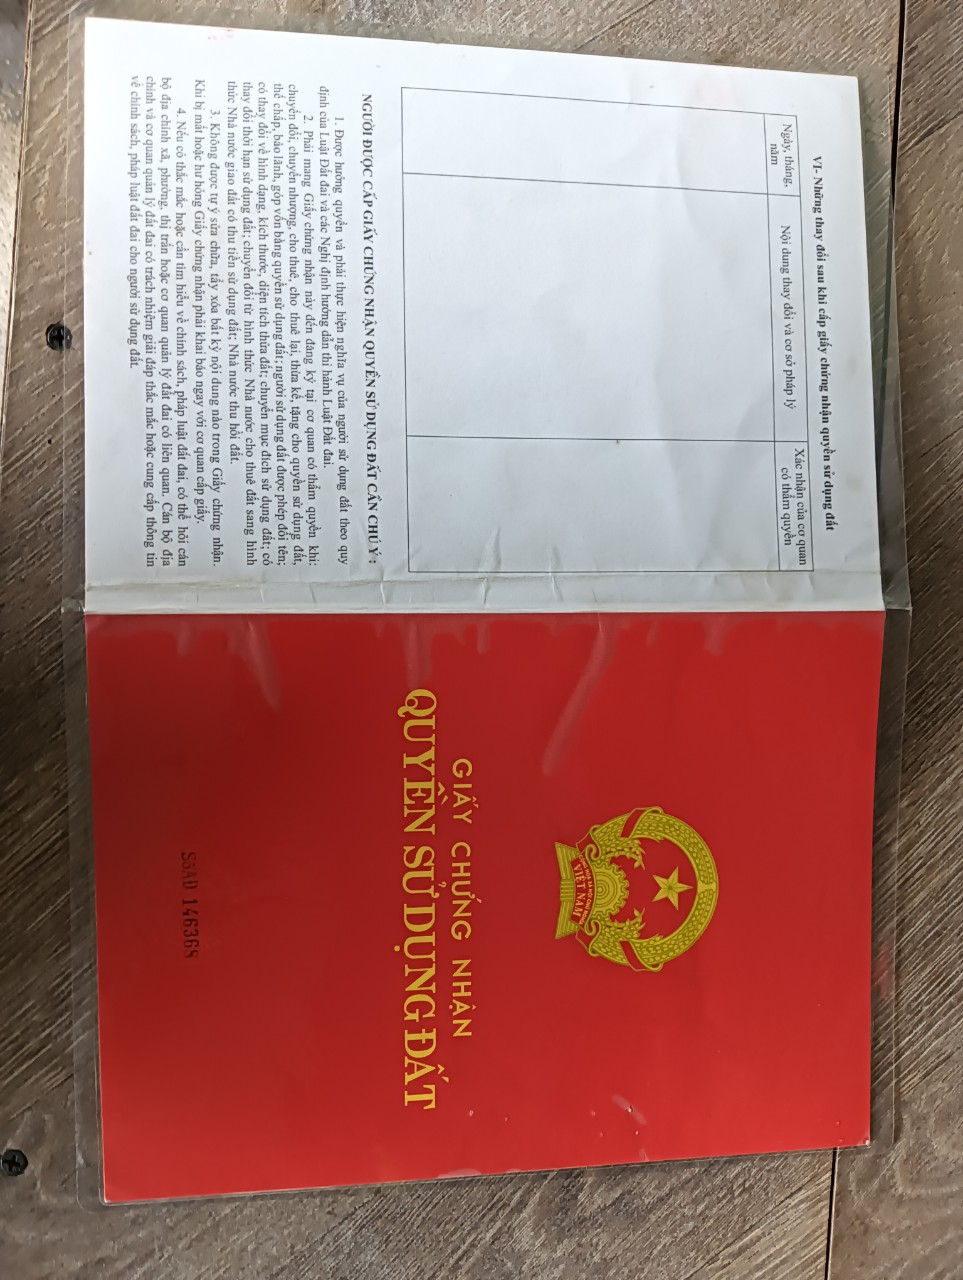 VI- Những thay đổi sau khi cấp giấy chứng nhận quyền sử dụng đất
Ngày, tháng,
năm
Nội dung thay đổi và cơ sở pháp lý
Xác nhận của cơ quan
có thẩm quyền
NGƯỜI ĐƯỢC CẤP GIẤY CHỨNG NHẬN QUYỀN SỬ DỤNG ĐẤT CẦN CHÚ Ý:
1. Được hưởng quyền và phải thực hiện nghĩa vụ của người sử dụng đất theo quy
định của Luật Đất đai và các Nghị định hướng dẫn thi hành Luật Đất đai.
2. Phải mang Giấy chứng nhận này đến đăng ký tại cơ quan có thẩm quyền khi:
chuyển đổi, chuyển nhượng, cho thuê, cho thuê lại, thừa kế, tặng cho quyền sử dụng đất,
thế chấp, bảo lãnh, góp vốn bằng quyền sử dụng đất; người sử dụng đất được phép đổi tên;
có thay đổi về hình dạng, kích thước, diện tích thửa đất; chuyển mục đích sử dụng đất; có
thay đổi thời hạn sử dụng đất; chuyển đổi từ hình thức Nhà nước cho thuê đất sang hình
thức Nhà nước giao đất có thu tiền sử dụng đất; Nhà nước thu hồi đất.
3. Không được tự ý sửa chữa, tẩy xóa bất kỳ nội dung nào trong Giấy chứng nhận.
Khi bị mất hoặc hư hỏng Giấy chứng nhận phải khai báo ngay với cơ quan cấp giấy.
4. Nếu có thắc mắc hoặc cần tìm hiểu về chính sách, pháp luật đất đai, có thể hỏi cán
bộ địa chính xã, phường, thị trấn hoặc cơ quan quản lý đất đai có liên quan. Cán bộ địa
chính và cơ quan quản lý đất đai có trách nhiệm giải đáp thắc mắc hoặc cung cấp thông tin
về chính sách, pháp luật đất đai cho người sử dụng đất.
CỘNG HÒA XÃ HỘI CHỦ NGHĨA
VIỆT NAM
GIẤY CHỨNG NHẬN
QUYỀN SỬ DỤNG ĐẤT
S5AD 146368